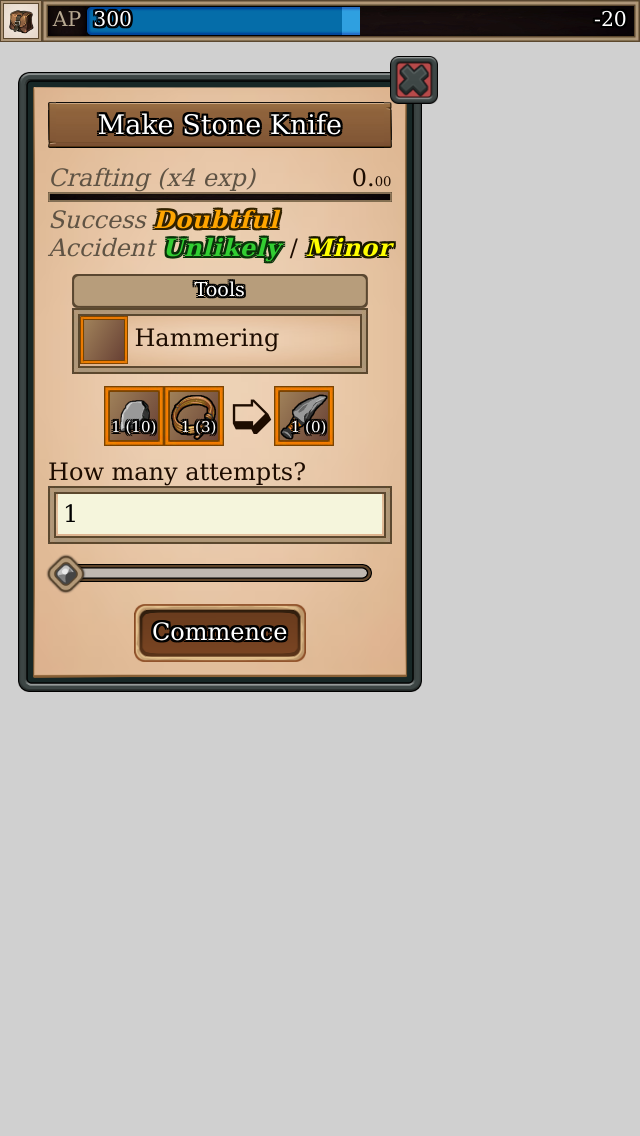 AP 300 -20
Make Stone Knife
Crafting (x4 exp) 0.00
Success Doubtful
Accident Unlikely / Minor
Tools
Hammering
1 (10) 1 (3) 1 (0)
How many attempts?
1
Commence